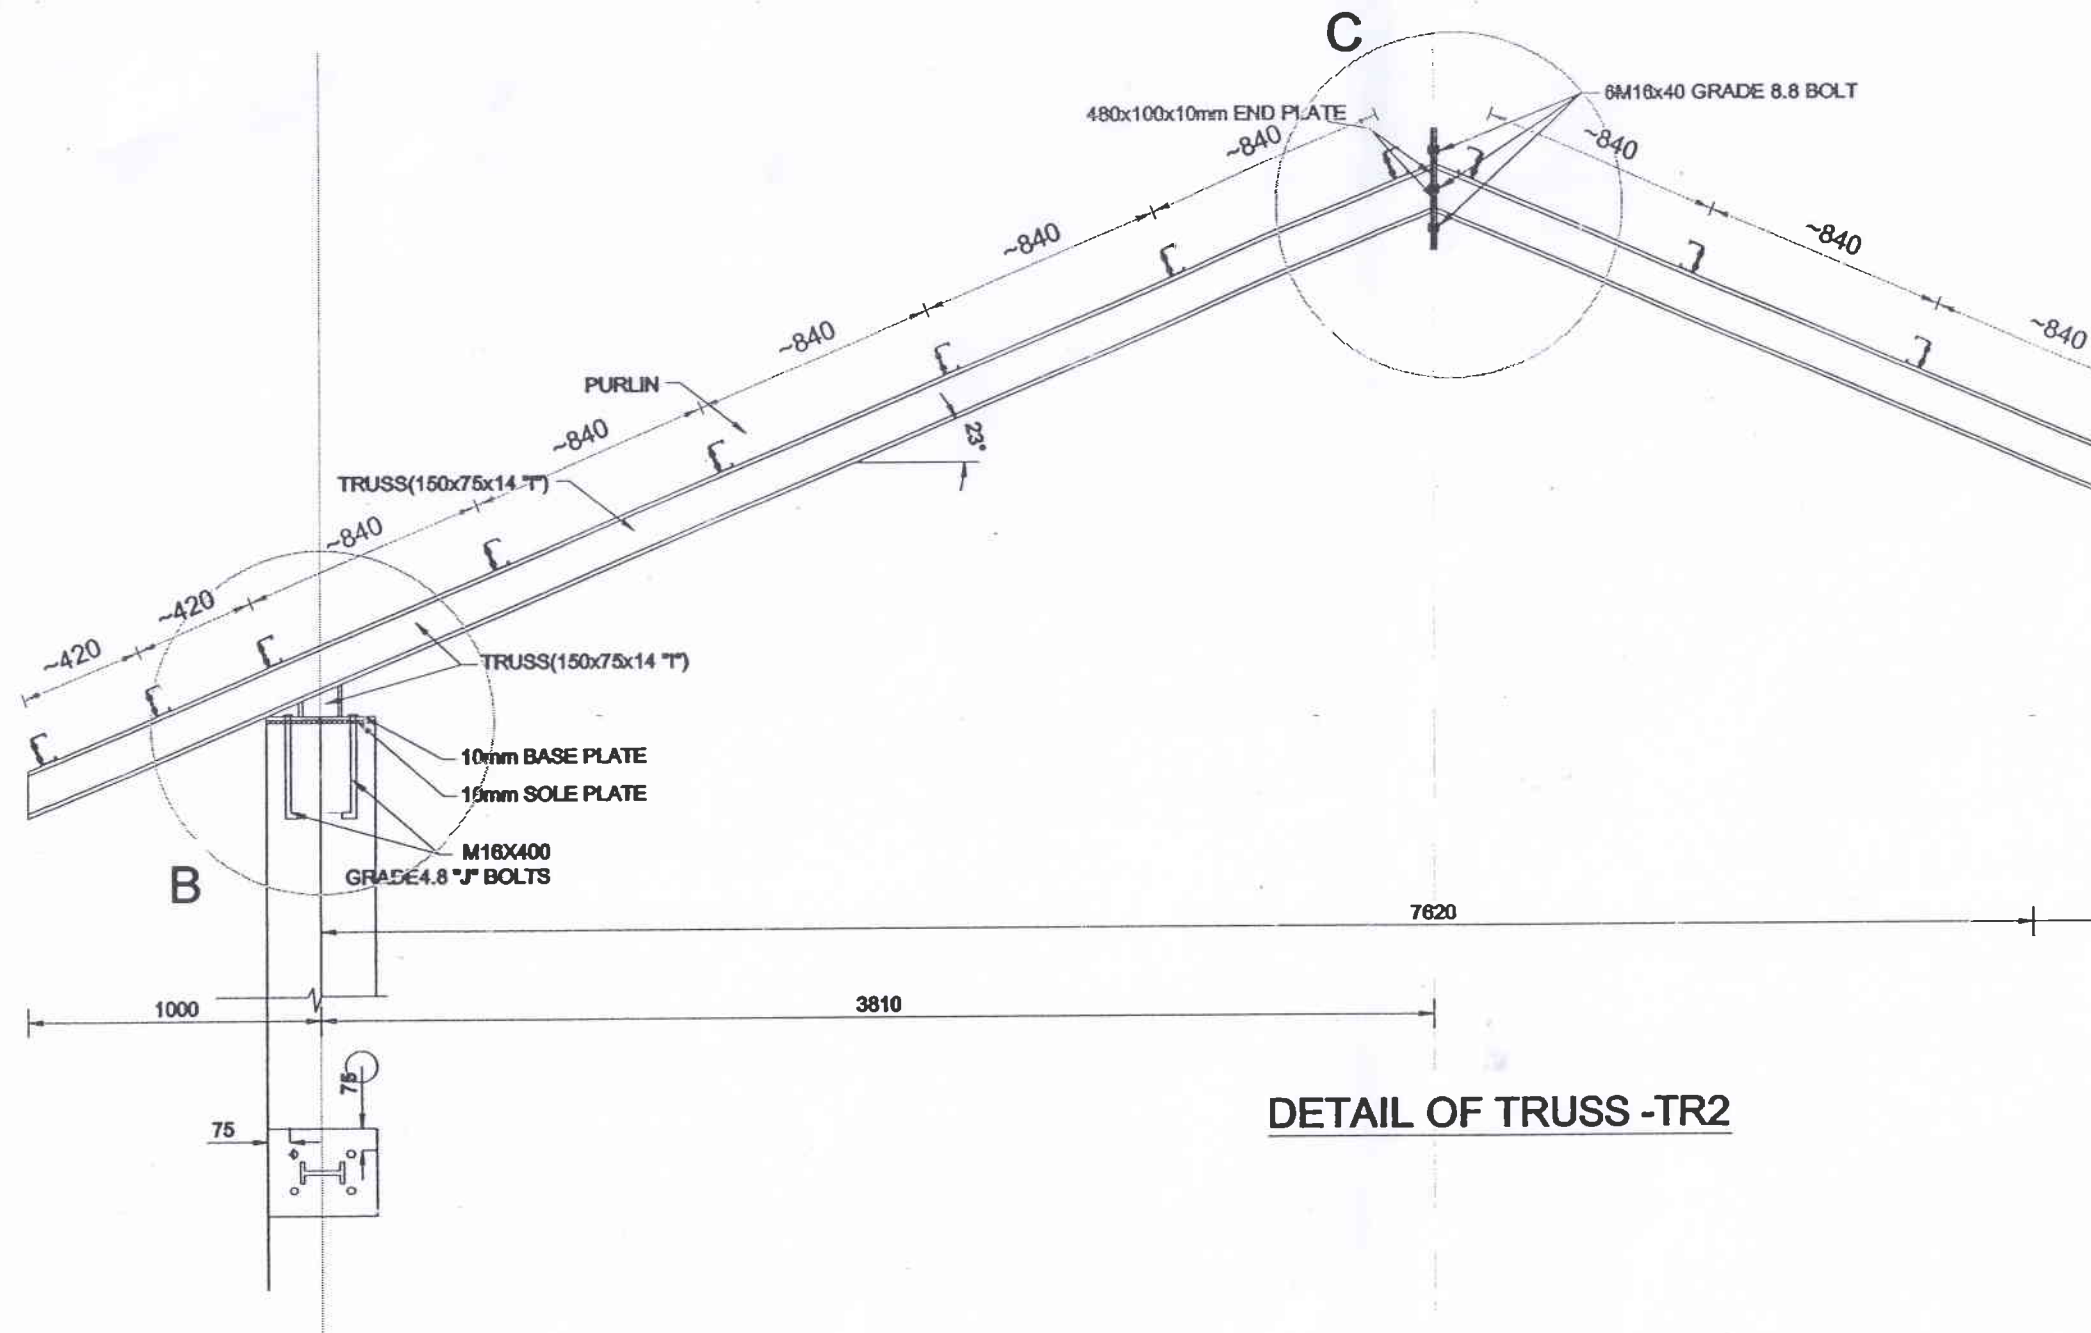 C
6M16x40 GRADE 8.8 BOLT
480x100x10mm END PLATE
~840
~840
~840
~840
~840
~840
~840
~840
PURLIN
23°
TRUSS(150x75x14 "I")
~420
~420
TRUSS(150x75x14 "I")
10mm BASE PLATE
10mm SOLE PLATE
M16X400
GRADE4.8 "J" BOLTS
B
7620
1000
3810
75
75
DETAIL OF TRUSS -TR2